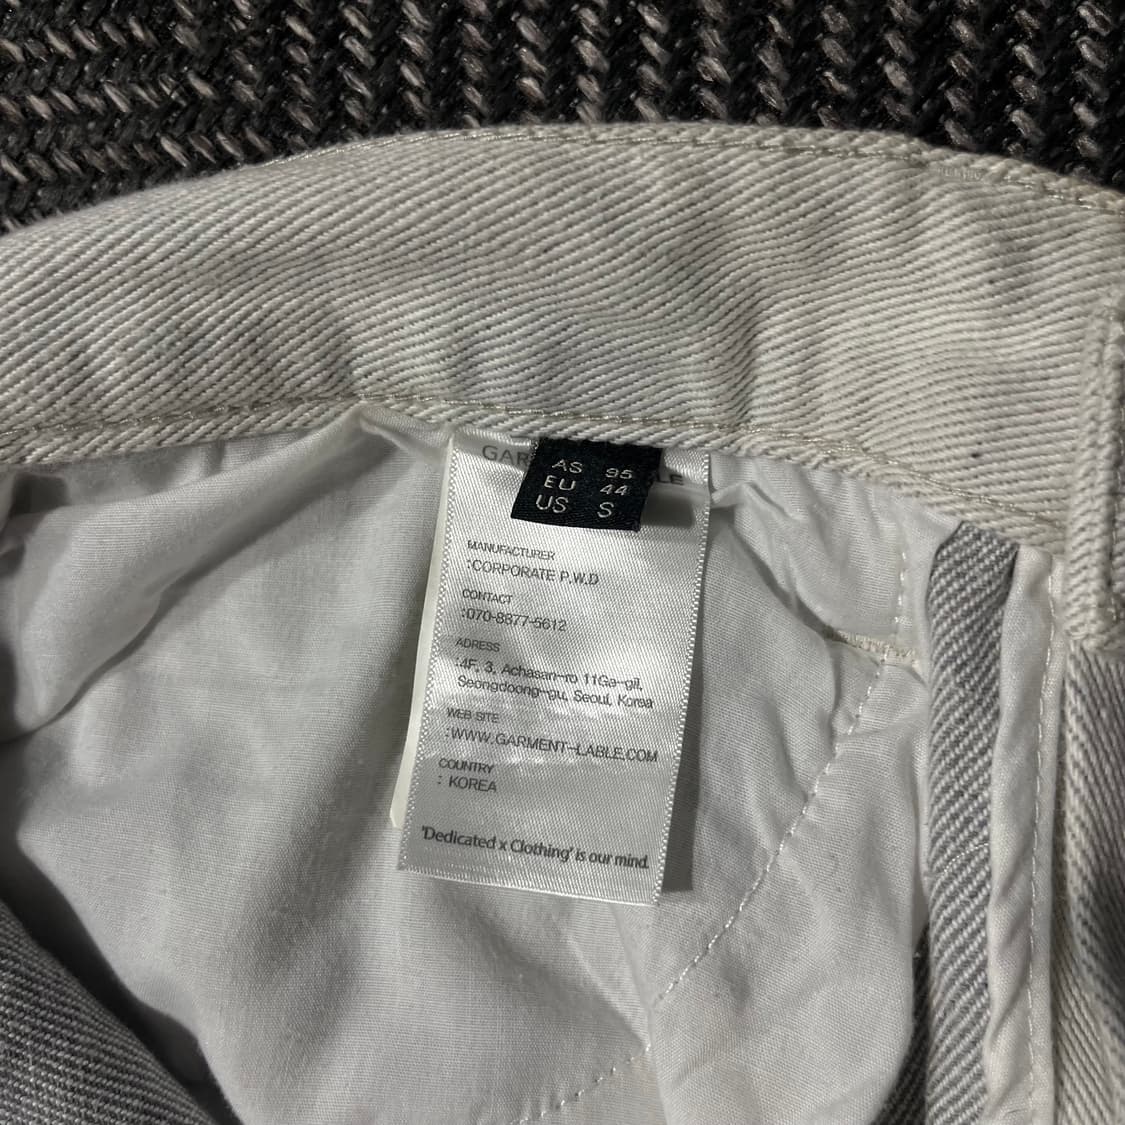 AS 95
EU 44
US S
MANUFACTURER
:CORPORATE P.W.D
CONTACT
:070-8877-5612
ADRESS
:4F, 3, Achasan-ro 11Ga-gil,
Seongdoong-gu, Seoul, Korea
WEB SITE
:WWW.GARMENT-LABLE.COM
COUNTRY
: KOREA
'Dedicated x Clothing' is our mind.